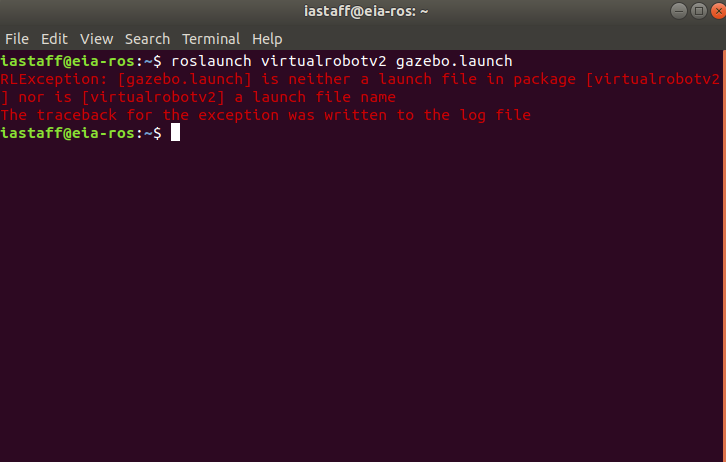 iastaff@eia-ros: ~
File Edit View Search Terminal Help
iastaff@eia-ros:~$ roslaunch virtualrobotv2 gazebo.launch
RLException: [gazebo.launch] is neither a launch file in package [virtualrobotv2
] nor is [virtualrobotv2] a launch file name
The traceback for the exception was written to the log file
iastaff@eia-ros:~$